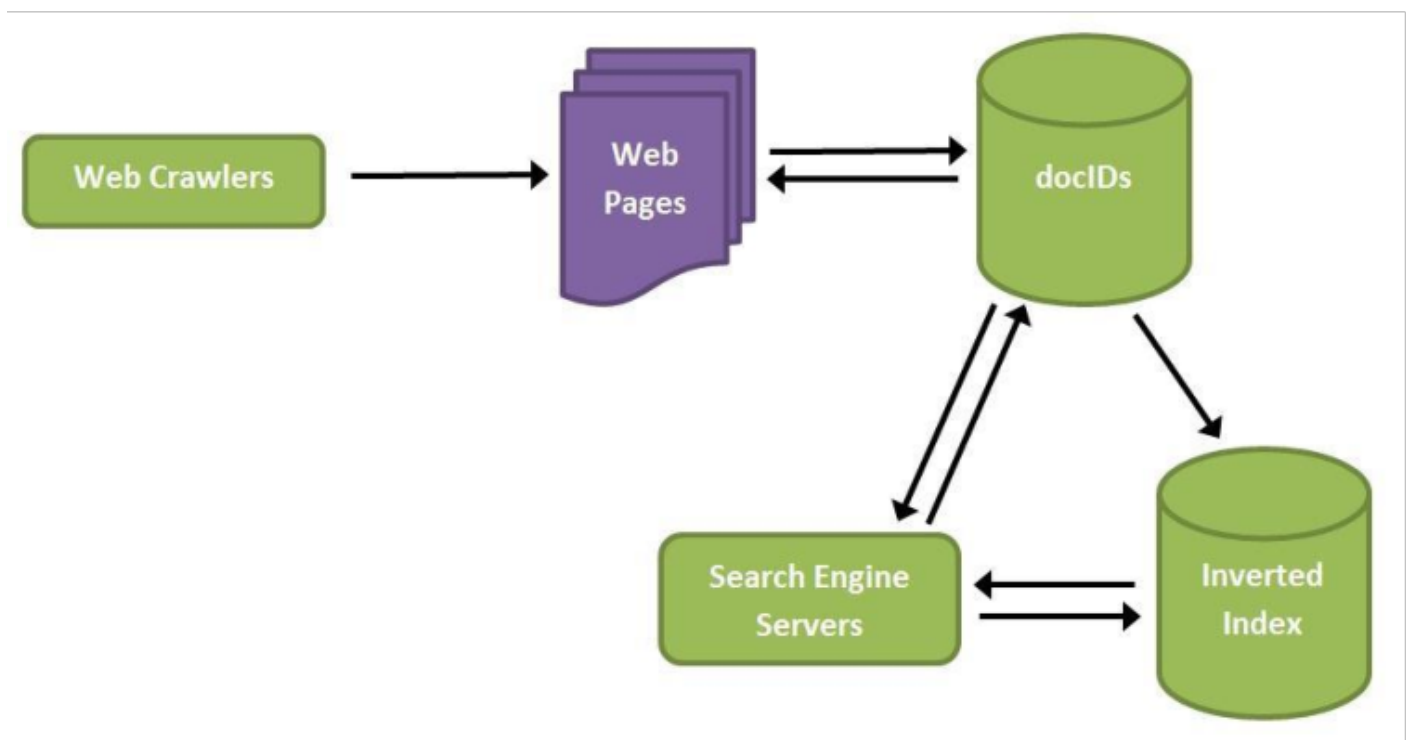 Web Crawlers
Web
Pages
docIDs
Search Engine
Servers
Inverted
Index